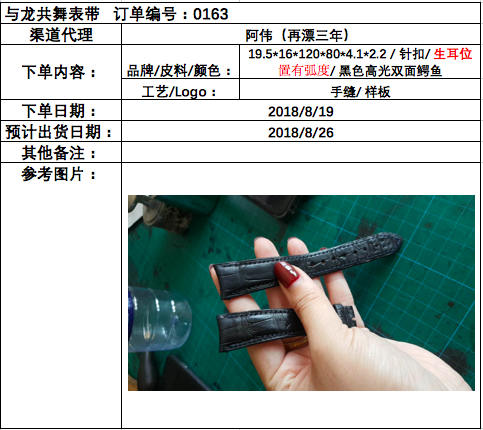 与龙共舞表带 订单编号：0163
渠道代理
阿伟（再漂三年）
下单内容：
品牌/皮料/颜色：
19.5*16*120*80*4.1*2.2 / 针扣/ 生耳位
置有弧度/ 黑色高光双面鳄鱼
工艺/Logo：
手缝/ 样板
下单日期：
2018/8/19
预计出货日期：
2018/8/26
其他备注：
参考图片：